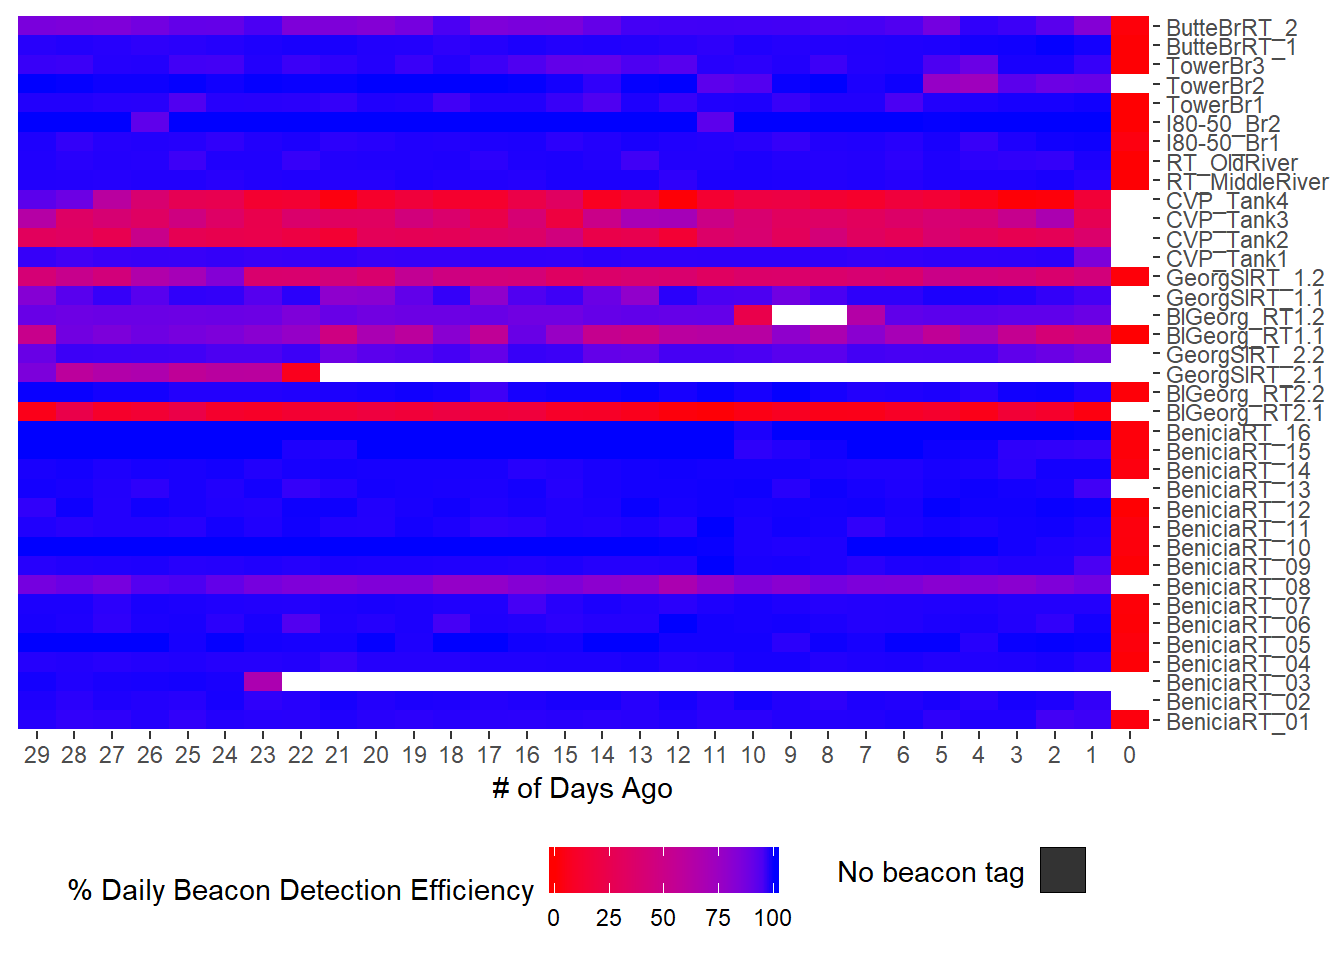 ButteBrRT_2
ButteBrRT_1
TowerBr3
TowerBr2
TowerBr1
I80-50_Br2
I80-50_Br1
RT_OldRiver
RT_MiddleRiver
CVP_Tank4
CVP_Tank3
CVP_Tank2
CVP_Tank1
GeorgSlRT_1.2
GeorgSlRT_1.1
BlGeorg_RT1.2
BlGeorg_RT1.1
GeorgSlRT_2.2
GeorgSlRT_2.1
BlGeorg_RT2.2
BlGeorg_RT2.1
BeniciaRT_16
BeniciaRT_15
BeniciaRT_14
BeniciaRT_13
BeniciaRT_12
BeniciaRT_11
BeniciaRT_10
BeniciaRT_09
BeniciaRT_08
BeniciaRT_07
BeniciaRT_06
BeniciaRT_05
BeniciaRT_04
BeniciaRT_03
BeniciaRT_02
BeniciaRT_01
29 28 27 26 25 24 23 22 21 20 19 18 17 16 15 14 13 12 11 10 9 8 7 6 5 4 3 2 1 0
# of Days Ago
% Daily Beacon Detection Efficiency
0 25 50 75 100
No beacon tag